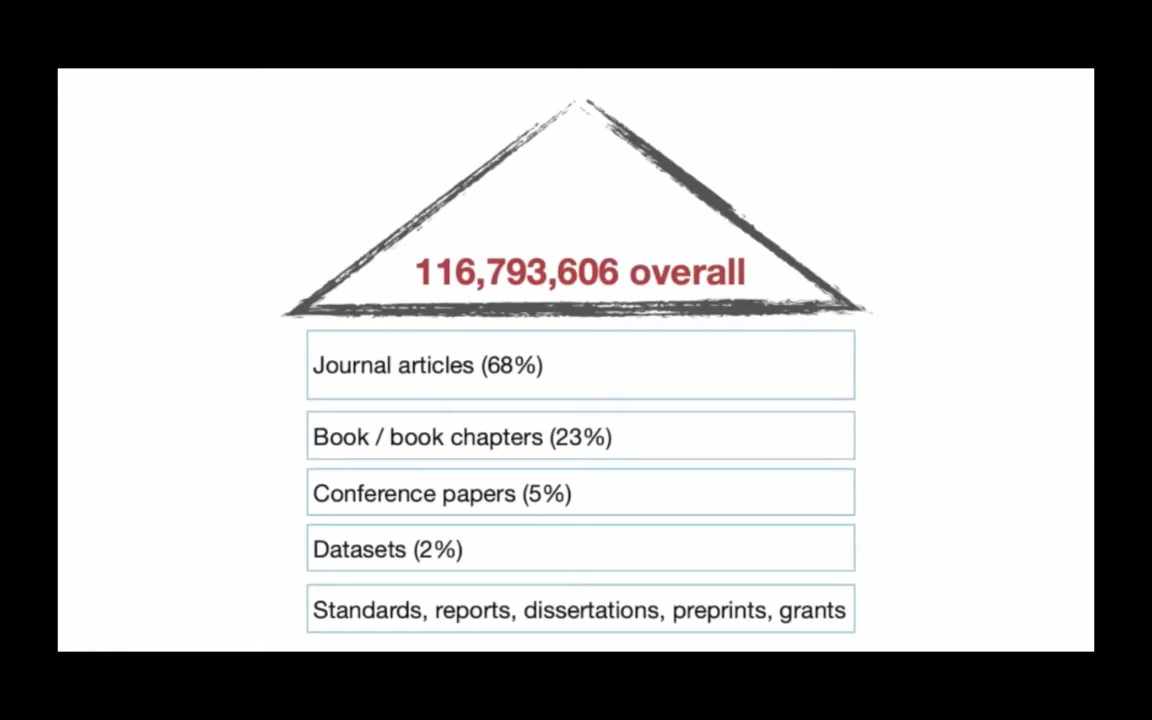 116,793,606 overall
Journal articles (68%)
Book / book chapters (23%)
Conference papers (5%)
Datasets (2%)
Standards, reports, dissertations, preprints, grants